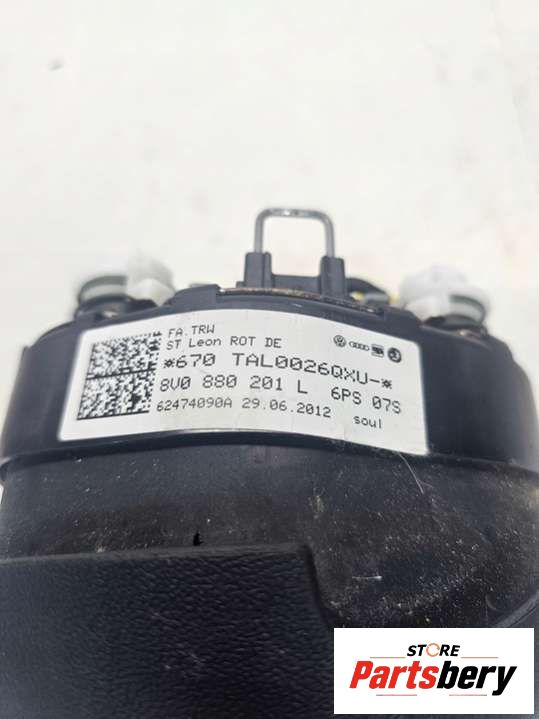 FA.TRW
ST Leon ROT DE
*670 TAL0026QXU-*
8V0 880 201 L 6PS 07S
62474090A 29.06.2012 soul
STORE
Partsbery